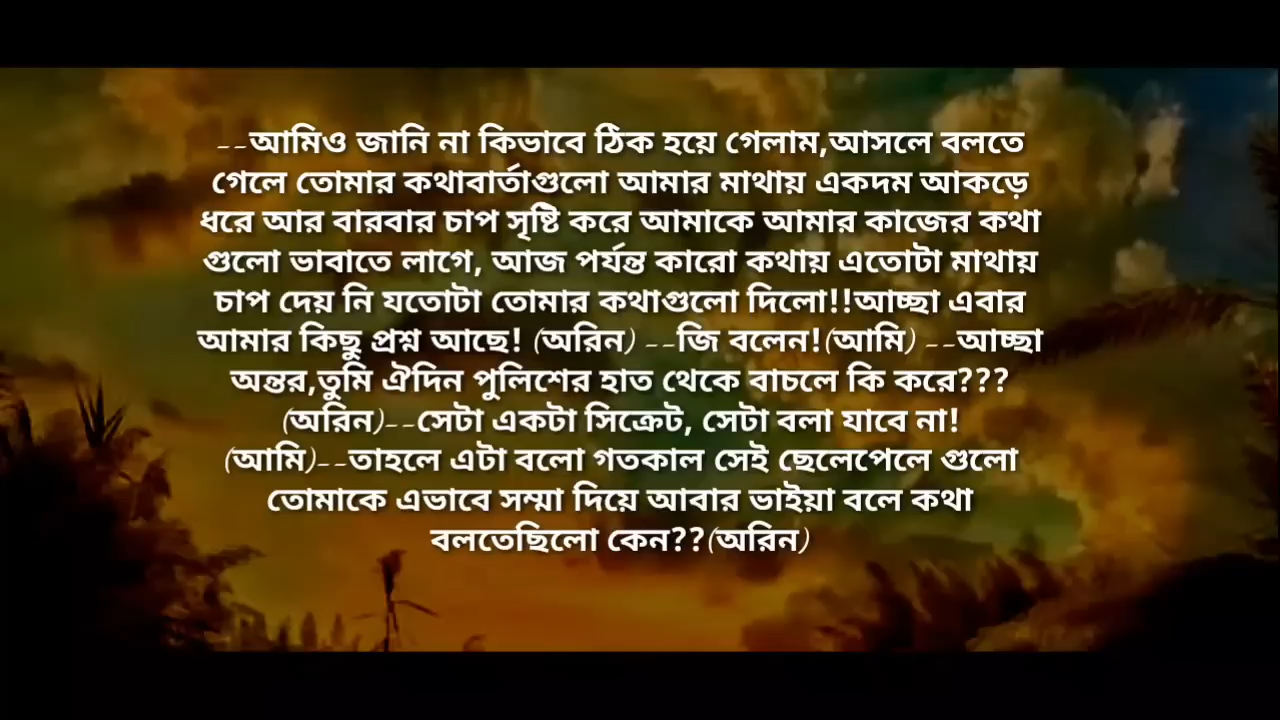 --আমিও জানি না কিভাবে ঠিক হয়ে গেলাম,আসলে বলতে
গেলে তোমার কথাবার্তাগুলো আমার মাথায় একদম আকড়ে
ধরে আর বারবার চাপ সৃষ্টি করে আমাকে আমার কাজের কথা
গুলো ভাবাতে লাগে, আজ পর্যন্ত কারো কথায় এতোটা মাথায়
চাপ দেয় নি যতোটা তোমার কথাগুলো দিলো!!আচ্ছা এবার
আমার কিছু প্রশ্ন আছে! (অরিন) --জি বলেন!(আমি) --আচ্ছা
অন্তর,তুমি ঐদিন পুলিশের হাত থেকে বাচলে কি করে???
(অরিন)--সেটা একটা সিক্রেট, সেটা বলা যাবে না!
(আমি)--তাহলে এটা বলো গতকাল সেই ছেলেপেলে গুলো
তোমাকে এভাবে সম্মা দিয়ে আবার ভাইয়া বলে কথা
বলতেছিলো কেন??(অরিন)